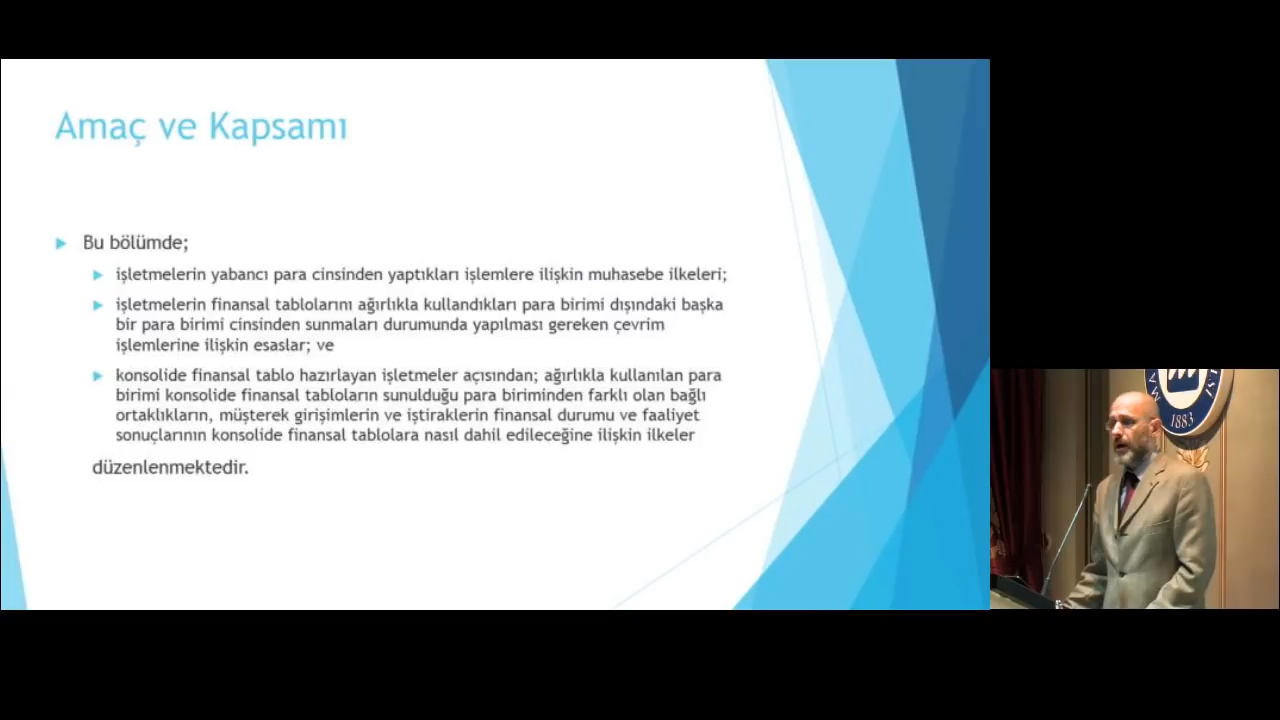 Amaç ve Kapsamı
Bu bölümde;
işletmelerin yabancı para cinsinden yaptıkları işlemlere ilişkin muhasebe ilkeleri;
işletmelerin finansal tablolarını ağırlıkla kullandıkları para birimi dışındaki başka
bir para birimi cinsinden sunmaları durumunda yapılması gereken çevrim
işlemlerine ilişkin esaslar; ve
konsolide finansal tablo hazırlayan işletmeler açısından; ağırlıkla kullanılan para
birimi konsolide finansal tabloların sunulduğu para biriminden farklı olan bağlı
ortaklıkların, müşterek girişimlerin ve iştiraklerin finansal durumu ve faaliyet
sonuçlarının konsolide finansal tablolara nasıl dahil edileceğine ilişkin ilkeler
düzenlenmektedir.
1883